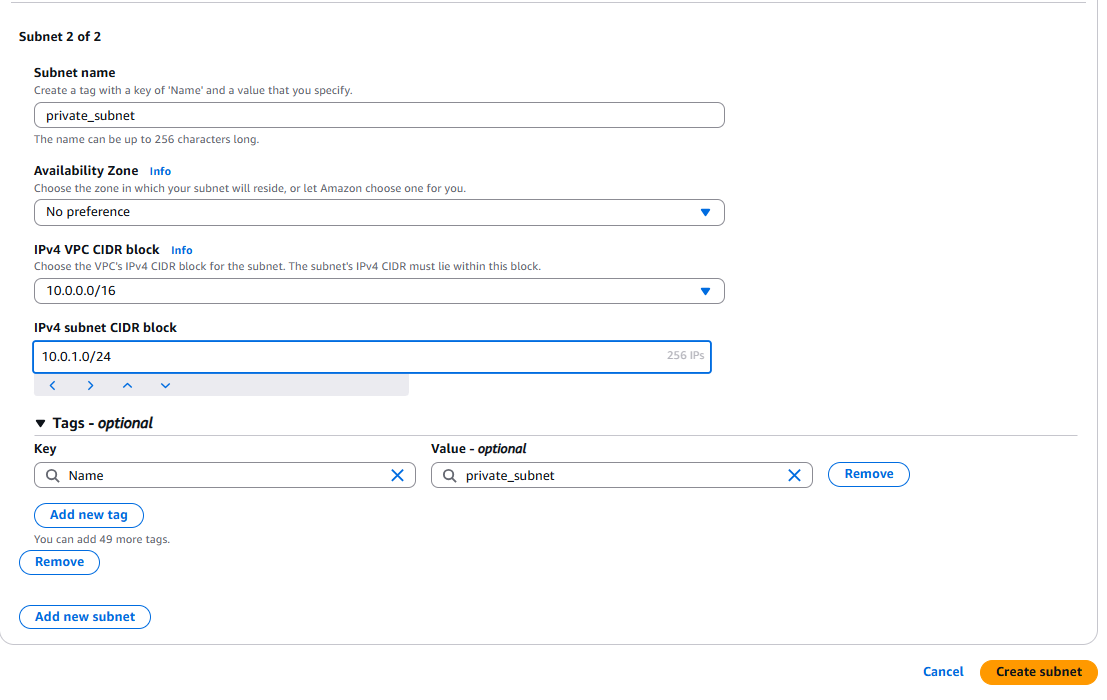 Subnet 2 of 2
Subnet name
Create a tag with a key of 'Name' and a value that you specify.
private_subnet
The name can be up to 256 characters long.
Availability Zone Info
Choose the zone in which your subnet will reside, or let Amazon choose one for you.
No preference
IPv4 VPC CIDR block Info
Choose the VPC's IPv4 CIDR block for the subnet. The subnet's IPv4 CIDR must lie within this block.
10.0.0.0/16
IPv4 subnet CIDR block
10.0.1.0/24 256 IPs
Tags - optional
Key Value - optional
Name private_subnet Remove
Add new tag
You can add 49 more tags.
Remove
Add new subnet
Cancel Create subnet